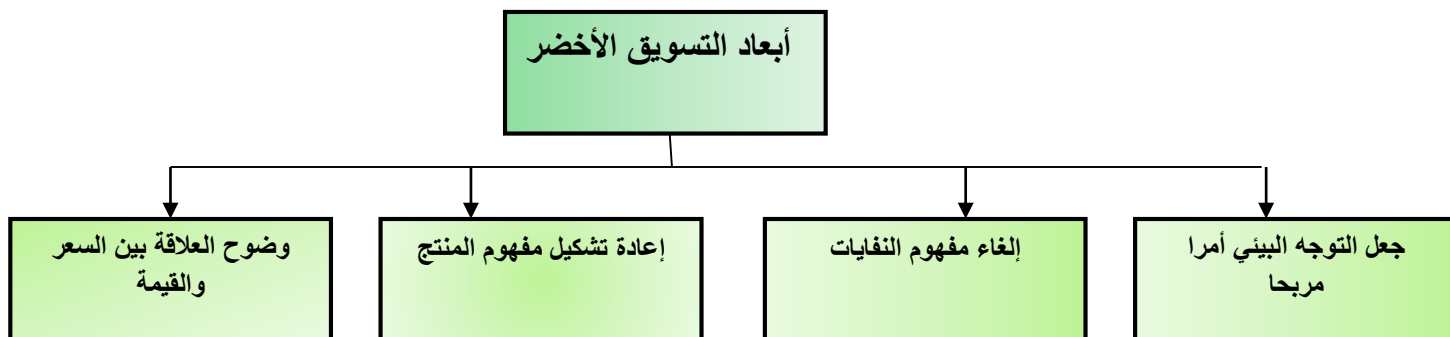 أبعاد التسويق الأخضر
جعل التوجه البيئي أمرا
مربحا
إلغاء مفهوم النفايات
إعادة تشكيل مفهوم المنتج
وضوح العلاقة بين السعر
والقيمة